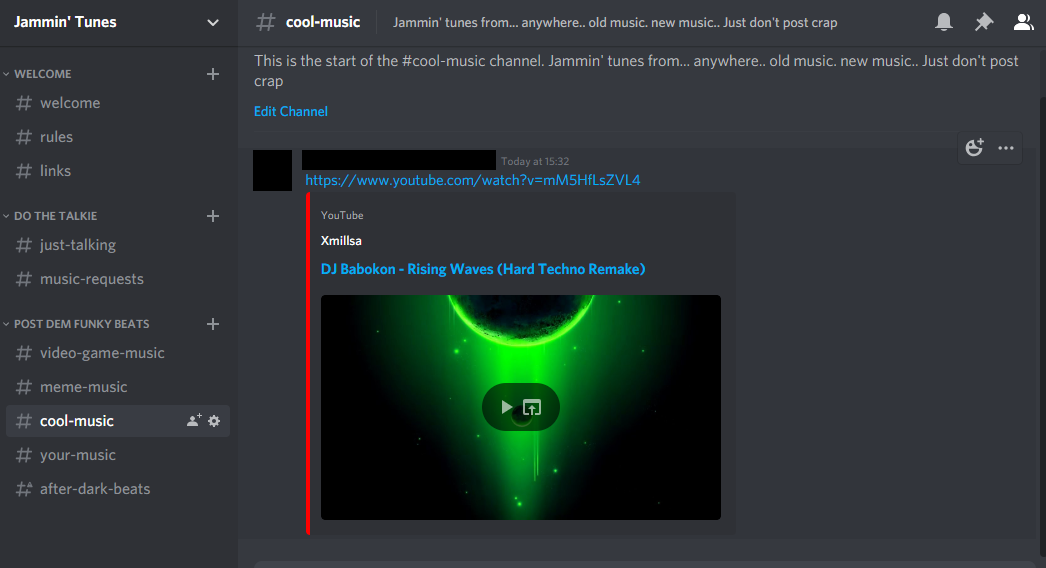 Jammin' Tunes
WELCOME
# welcome
# rules
# links
DO THE TALKIE
# just-talking
# music-requests
POST DEM FUNKY BEATS
# video-game-music
# meme-music
# cool-music
# your-music
# after-dark-beats
# cool-music Jammin' tunes from... anywhere.. old music. new music.. Just don't post crap
This is the start of the #cool-music channel. Jammin' tunes from... anywhere.. old music. new music.. Just don't post
crap
Edit Channel
Today at 15:32
https://www.youtube.com/watch?v=mM5HfLsZVL4
YouTube
Xmillsa
DJ Babokon - Rising Waves (Hard Techno Remake)